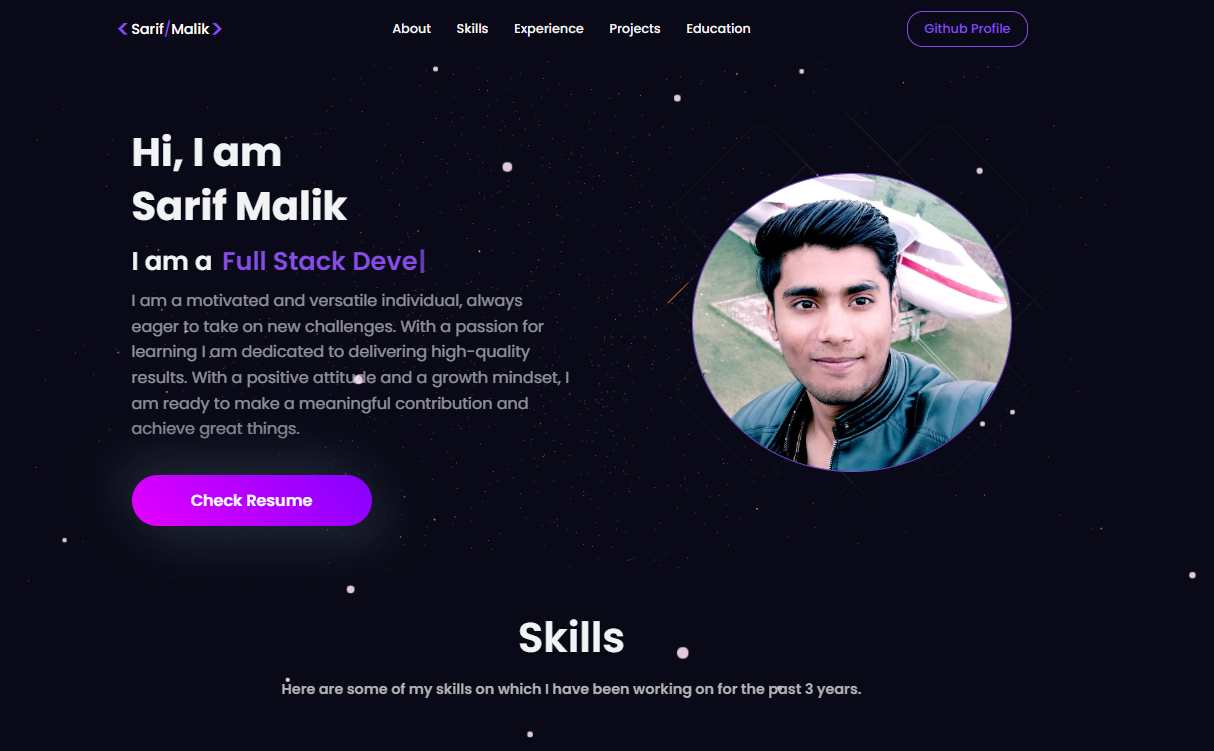 <Sarif/Malik>
About Skills Experience Projects Education
Github Profile
Hi, I am
Sarif Malik
I am a Full Stack Deve|
I am a motivated and versatile individual, always
eager to take on new challenges. With a passion for
learning I am dedicated to delivering high-quality
results. With a positive attitude and a growth mindset, I
am ready to make a meaningful contribution and
achieve great things.
Check Resume
Skills
Here are some of my skills on which I have been working on for the past 3 years.